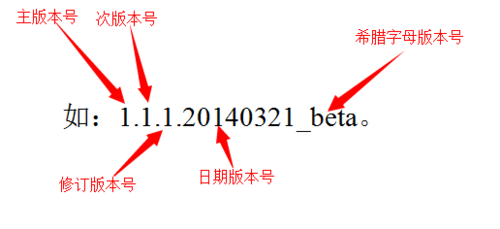 主版本号
次版本号
希腊字母版本号
如：1.1.1.20140321_beta。
修订版本号
日期版本号